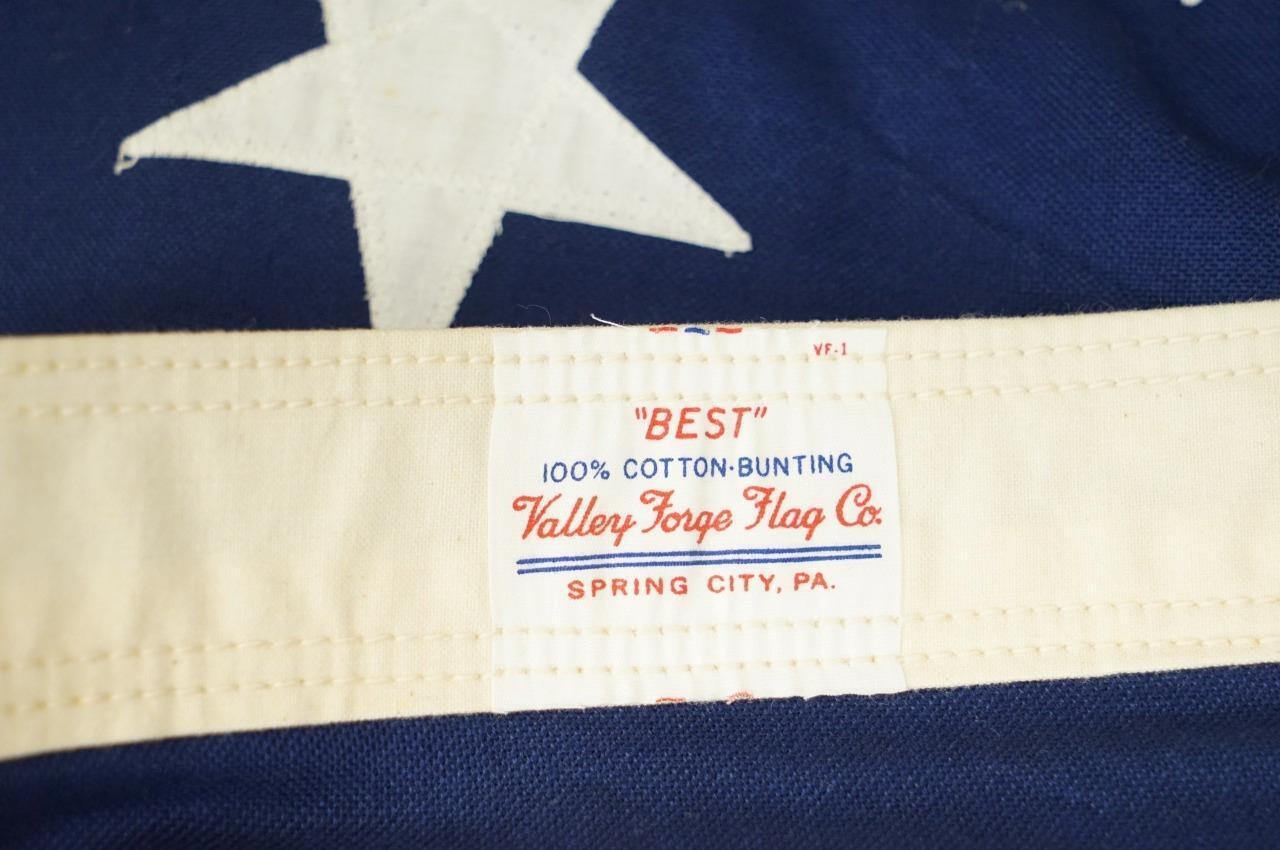 VF-1
"BEST"
100% COTTON·BUNTING
Valley Forge Flag Co.
SPRING CITY, PA.